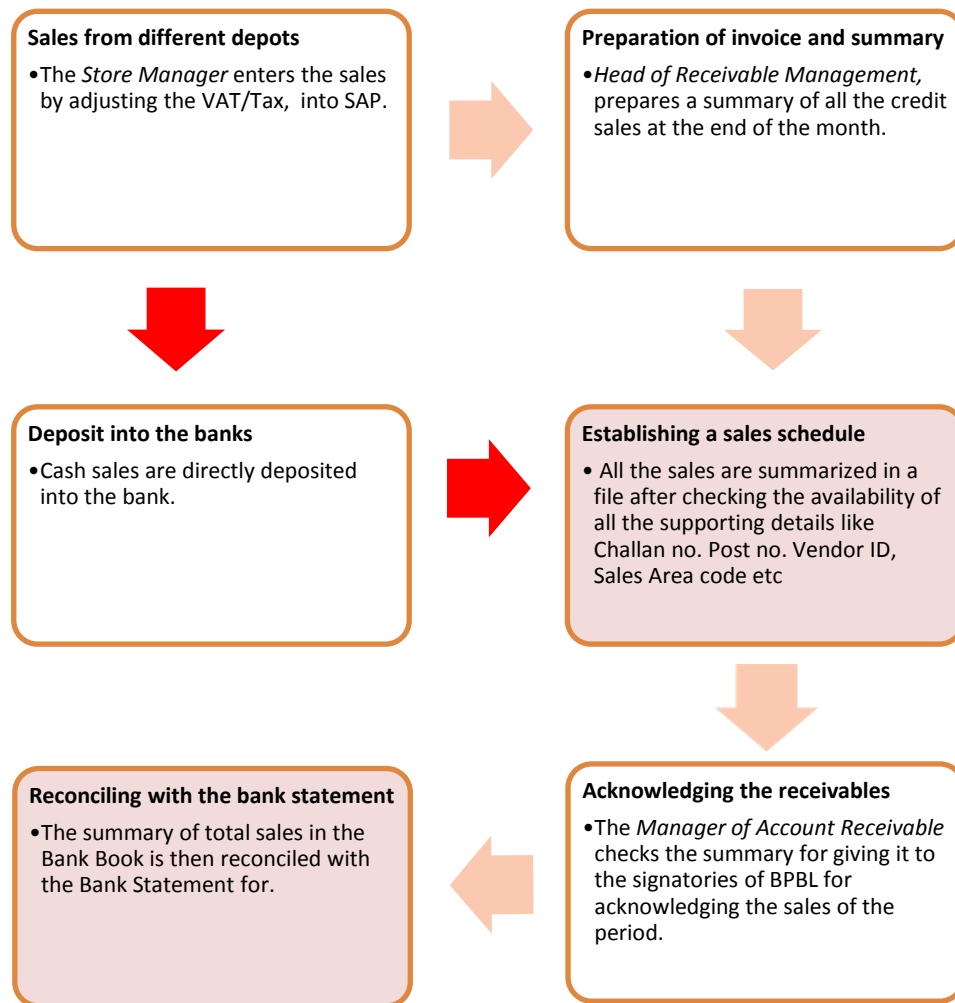 Sales from different depots
•The Store Manager enters the sales
by adjusting the VAT/Tax, into SAP.
Preparation of invoice and summary
•Head of Receivable Management,
prepares a summary of all the credit
sales at the end of the month.
Deposit into the banks
•Cash sales are directly deposited
into the bank.
Establishing a sales schedule
• All the sales are summarized in a
file after checking the availability of
all the supporting details like
Challan no. Post no. Vendor ID,
Sales Area code etc
Reconciling with the bank statement
•The summary of total sales in the
Bank Book is then reconciled with
the Bank Statement for.
Acknowledging the receivables
•The Manager of Account Receivable
checks the summary for giving it to
the signatories of BPBL for
acknowledging the sales of the
period.